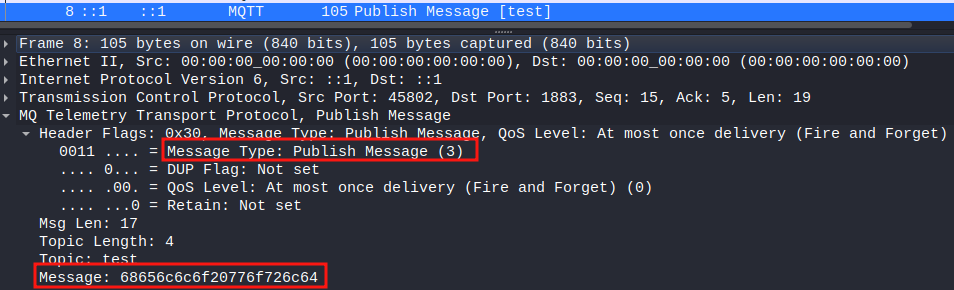 8 ::1 ::1 MQTT 105 Publish Message [test]
Frame 8: 105 bytes on wire (840 bits), 105 bytes captured (840 bits)
Ethernet II, Src: 00:00:00_00:00:00 (00:00:00:00:00:00), Dst: 00:00:00_00:00:00 (00:00:00:00:00:00)
Internet Protocol Version 6, Src: ::1, Dst: ::1
Transmission Control Protocol, Src Port: 45802, Dst Port: 1883, Seq: 15, Ack: 5, Len: 19
MQ Telemetry Transport Protocol, Publish Message
Header Flags: 0x30, Message Type: Publish Message, QoS Level: At most once delivery (Fire and Forget)
0011 .... = Message Type: Publish Message (3)
.... 0... = DUP Flag: Not set
.... .00. = QoS Level: At most once delivery (Fire and Forget) (0)
.... ...0 = Retain: Not set
Msg Len: 17
Topic Length: 4
Topic: test
Message: 68656c6c6f20776f726c64